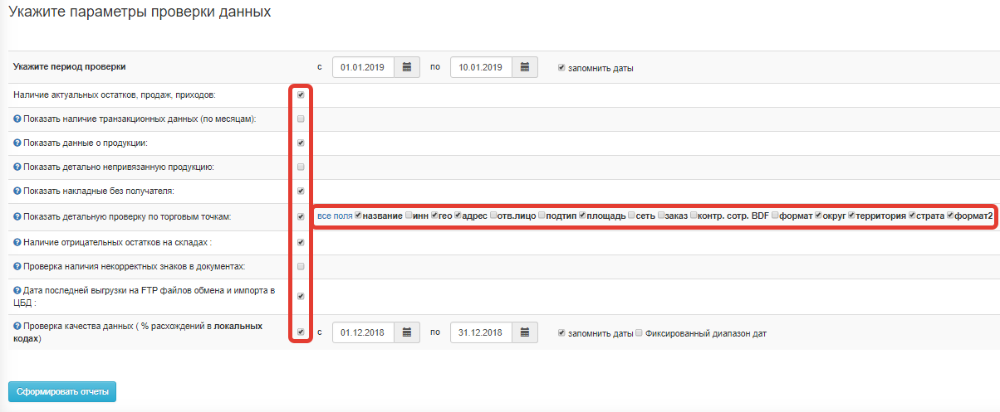 Укажите параметры проверки данных
Укажите период проверки с 01.01.2019 по 10.01.2019 запомнить даты
Наличие актуальных остатков, продаж, приходов:
Показать наличие транзакционных данных (по месяцам):
Показать данные о продукции:
Показать детально непривязанную продукцию:
Показать накладные без получателя:
Показать детальную проверку по торговым точкам: все поля название инн гео адрес отв.лицо подтип площадь сеть заказ контр. сотр. BDF формат округ территория страта формат2
Наличие отрицательных остатков на складах :
Проверка наличия некорректных знаков в документах:
Дата последней выгрузки на FTP файлов обмена и импорта в
ЦБД :
Проверка качества данных ( % расхождений в локальных
кодах) с 01.12.2018 по 31.12.2018 запомнить даты Фиксированный диапазон дат
Сформировать отчеты